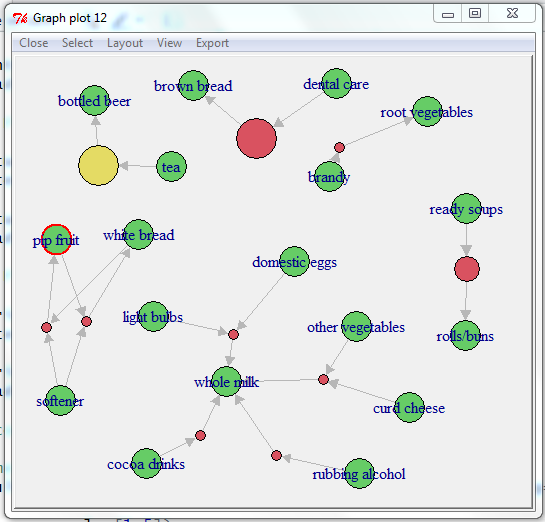 Graph plot 12
Close Select Layout View Export
brown bread
dental care
bottled beer
root vegetables
tea
brandy
ready soups
pip fruit
white bread
domestic eggs
light bulbs
other vegetables
rolls/buns
whole milk
softener
curd cheese
cocoa drinks
rubbing alcohol